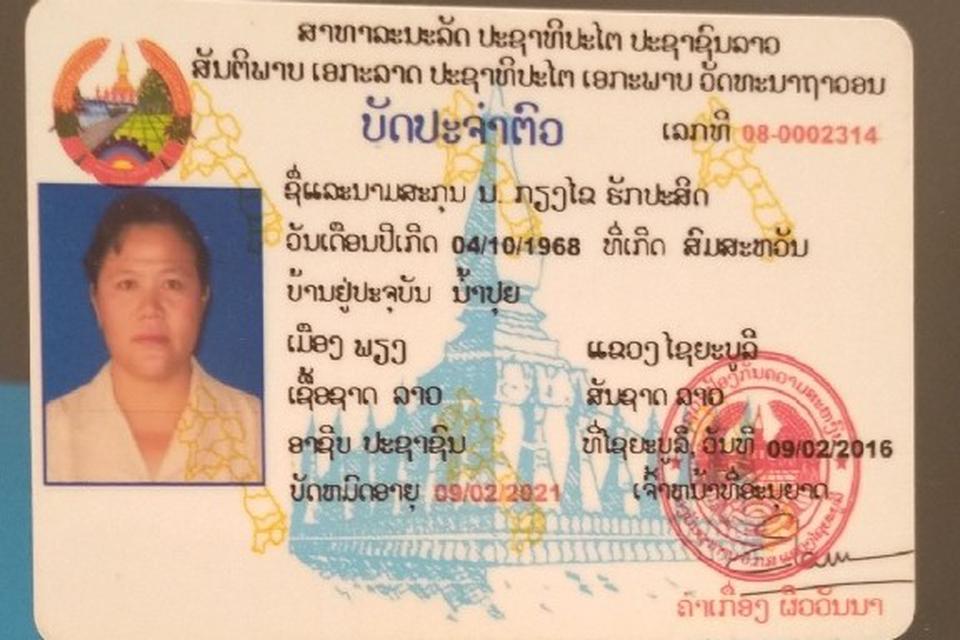 ສາທາລະນະລັດ ປະຊາທິປະໄຕ ປະຊາຊົນລາວ
ສັນຕິພາບ ເອກະລາດ ປະຊາທິປະໄຕ ເອກະພາບ ວັດທະນາຖາວອນ
ບັດປະຈຳຕົວ
ເລກທີ 08-0002314
ຊື່ແລະນາມສະກຸນ ນ. ກຽງໄຂ ຮັກປະສິດ
ວັນເດືອນປີເກີດ 04/10/1968 ທີ່ເກີດ ສົມສະຫວັນ
ບ້ານຢູ່ປະຈຸບັນ ນ້ຳປຸຍ
ເມືອງ ພຽງ ແຂວງໄຊຍະບູລີ
ເຊື້ອຊາດ ລາວ ສັນຊາດ ລາວ
ອາຊີບ ປະຊາຊົນ ທີ່ໄຊຍະບູລີ, ວັນທີ 09/02/2016
ບັດຫມົດອາຍຸ 09/02/2021 ເຈົ້າຫນ້າທີ່ອະນຸຍາດ
ຄຳເກື່ອງ ຜິວວັນນາ